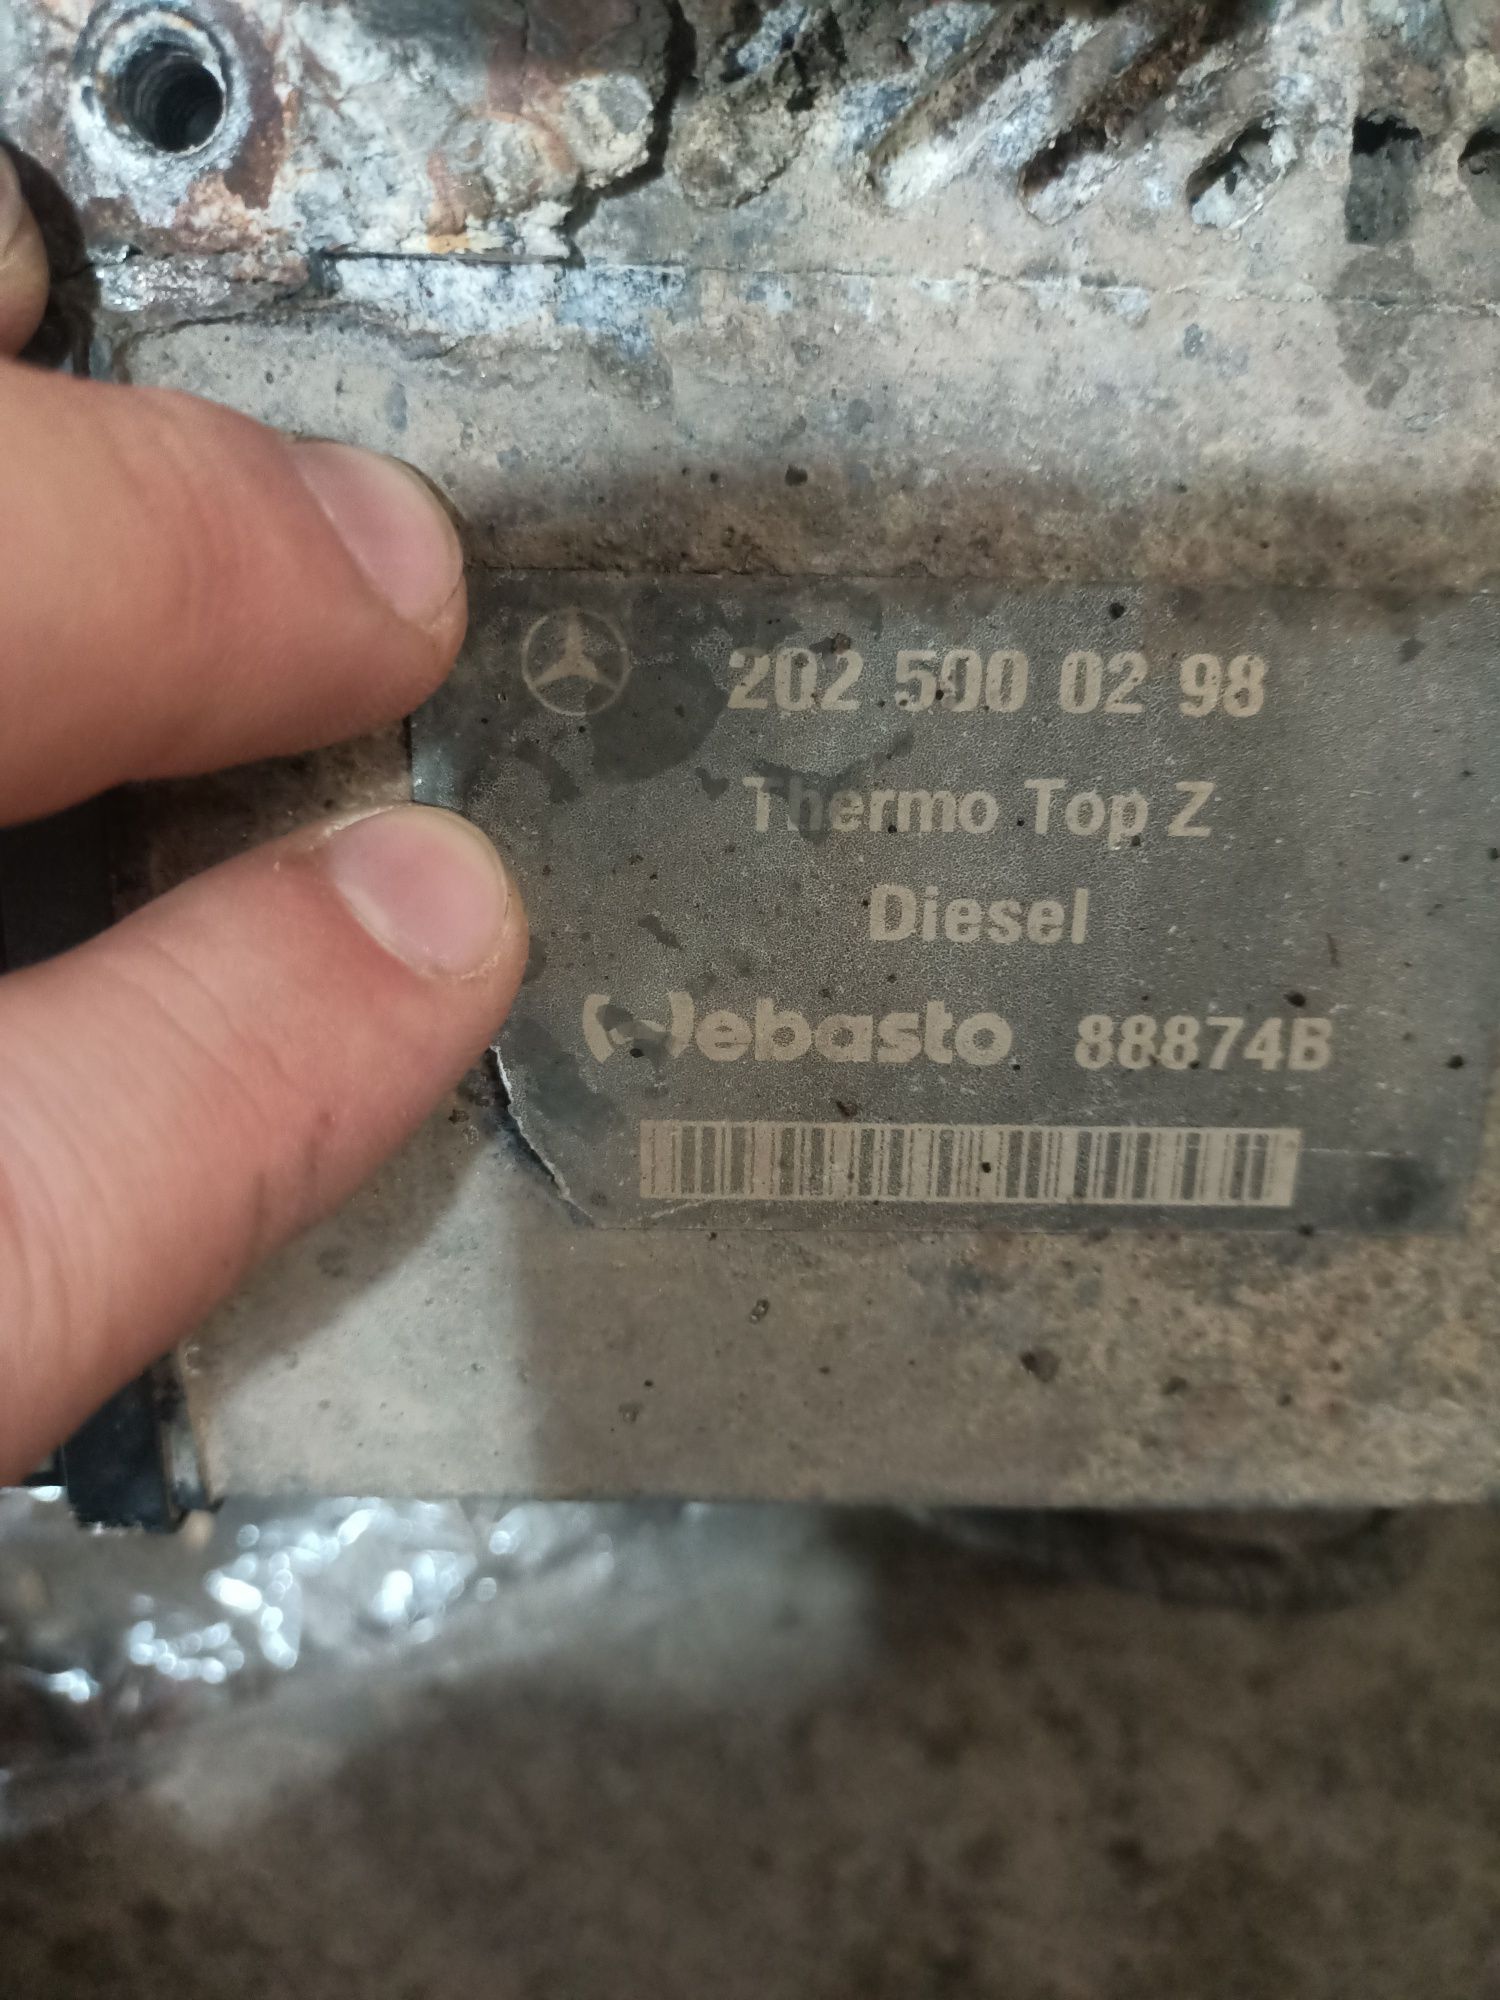 202 500 02 98
Thermo Top Z
Diesel
Webasto 88874B